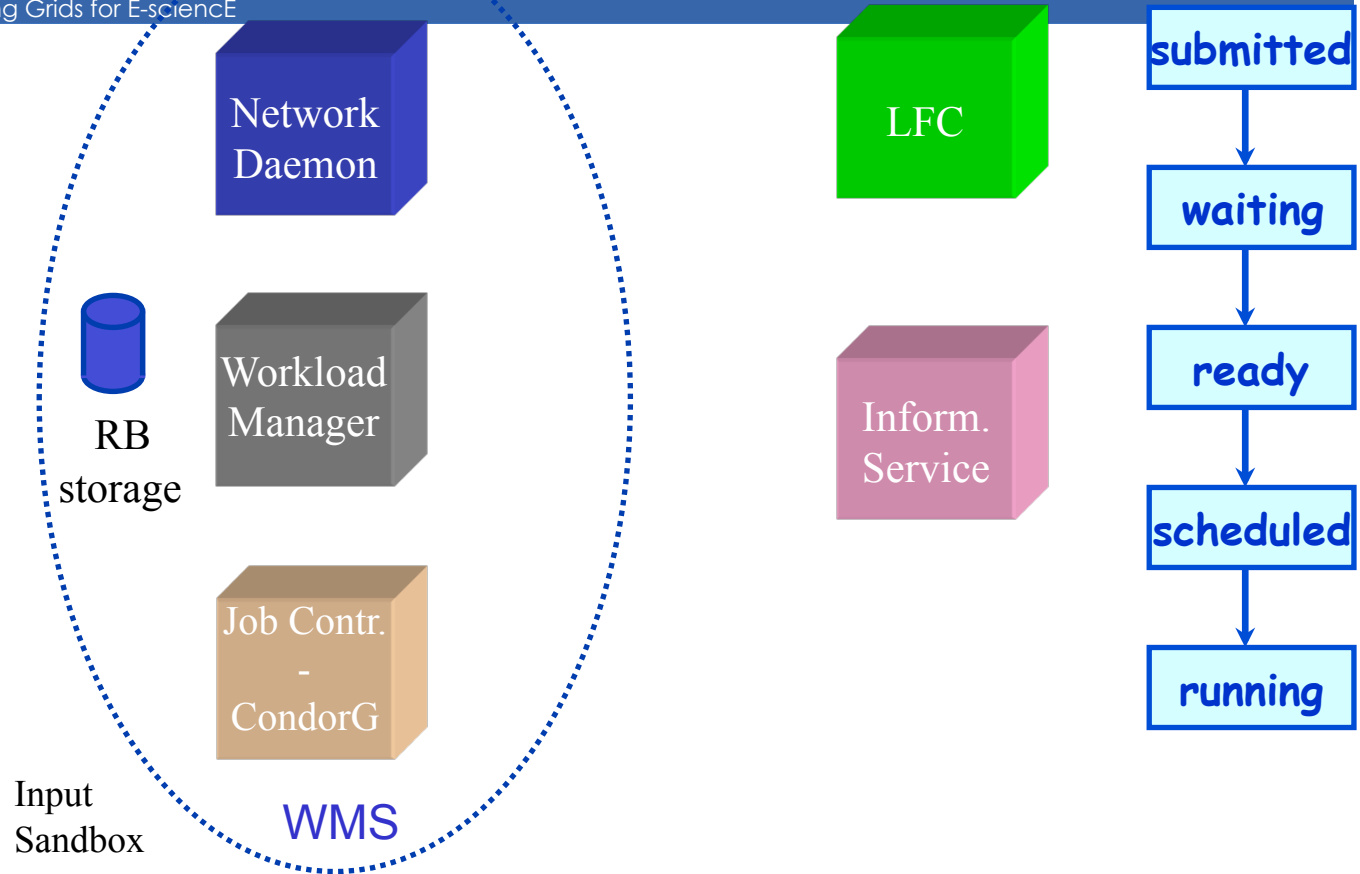 ng Grids for E-sciencE
Network
Daemon
LFC
submitted
waiting
Workload
Manager
RB
storage
Inform.
Service
ready
scheduled
Job Contr.
-
CondorG
running
Input
Sandbox
WMS